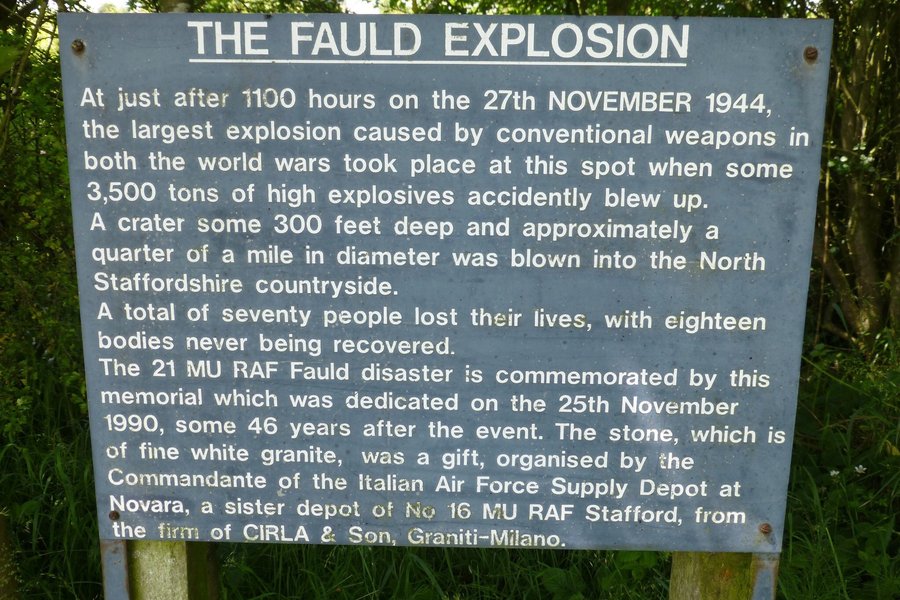 THE FAULD EXPLOSION
At just after 1100 hours on the 27th NOVEMBER 1944,
the largest explosion caused by conventional weapons in
both the world wars took place at this spot when some
3,500 tons of high explosives accidently blew up.
A crater some 300 feet deep and approximately a
quarter of a mile in diameter was blown into the North
Staffordshire countryside.
A total of seventy people lost their lives, with eighteen
bodies never being recovered.
The 21 MU RAF Fauld disaster is commemorated by this
memorial which was dedicated on the 25th November
1990, some 46 years after the event. The stone, which is
of fine white granite, was a gift, organised by the
Commandante of the Italian Air Force Supply Depot at
Novara, a sister depot of No 16 MU RAF Stafford, from
the firm of CIRLA & Son, Graniti-Milano.